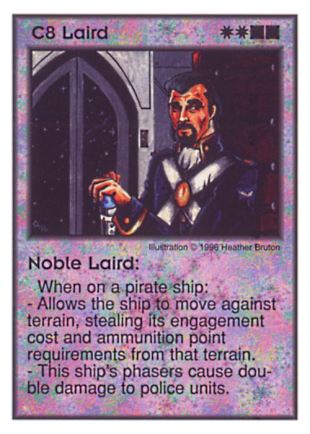 C8 Laird
Illustration © 1996 Heather Bruton
Noble Laird:
When on a pirate ship:
- Allows the ship to move against
terrain, stealing its engagement
cost and ammunition point
requirements from that terrain.
- This ship's phasers cause dou-
ble damage to police units.